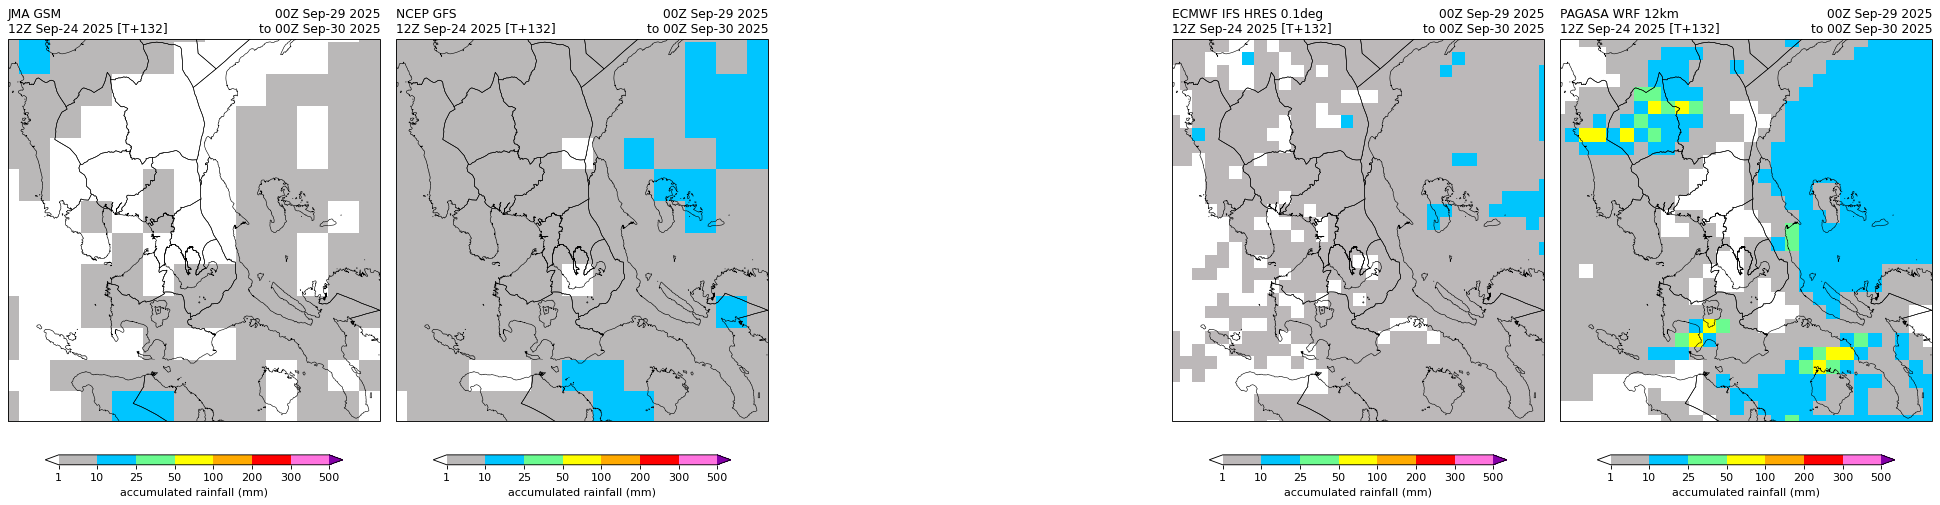 JMA GSM 00Z Sep-29 2025
12Z Sep-24 2025 [T+132] to 00Z Sep-30 2025
1 10 25 50 100 200 300 500
accumulated rainfall (mm)
NCEP GFS 00Z Sep-29 2025
12Z Sep-24 2025 [T+132] to 00Z Sep-30 2025
1 10 25 50 100 200 300 500
accumulated rainfall (mm)
ECMWF IFS HRES 0.1deg 00Z Sep-29 2025
12Z Sep-24 2025 [T+132] to 00Z Sep-30 2025
1 10 25 50 100 200 300 500
accumulated rainfall (mm)
PAGASA WRF 12km 00Z Sep-29 2025
12Z Sep-24 2025 [T+132] to 00Z Sep-30 2025
1 10 25 50 100 200 300 500
accumulated rainfall (mm)